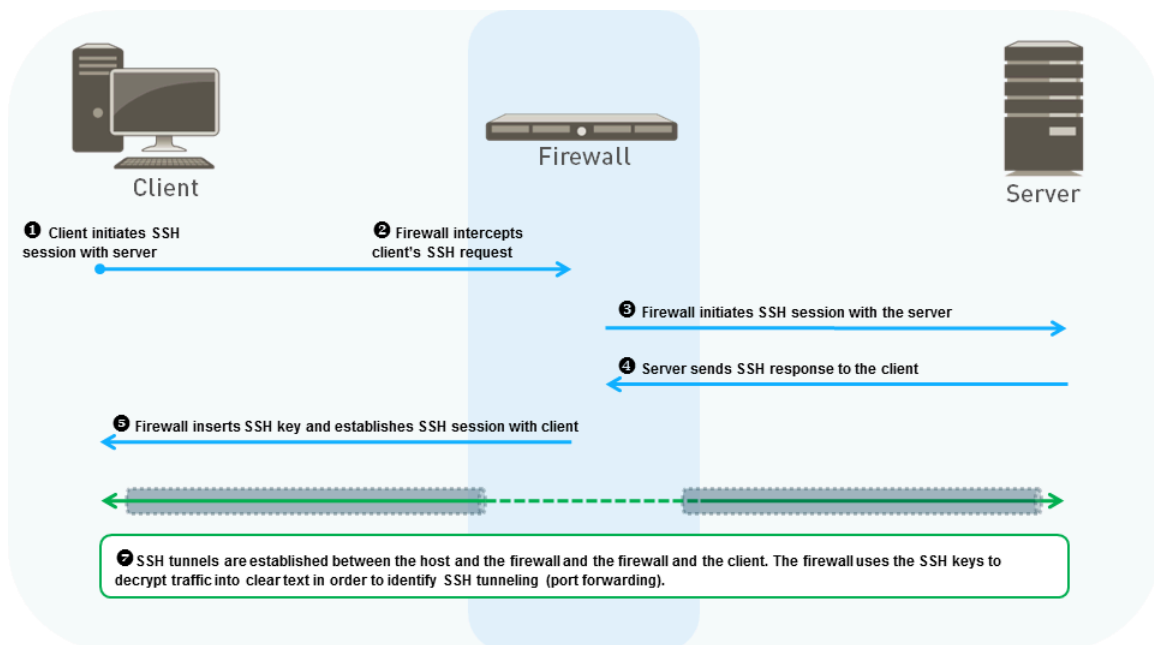 Client
Firewall
Server
❶ Client initiates SSH
session with server
❷ Firewall intercepts
client's SSH request
❸ Firewall initiates SSH session with the server
❹ Server sends SSH response to the client
❺ Firewall inserts SSH key and establishes SSH session with client
❼ SSH tunnels are established between the host and the firewall and the firewall and the client. The firewall uses the SSH keys to
decrypt traffic into clear text in order to identify SSH tunneling (port forwarding).